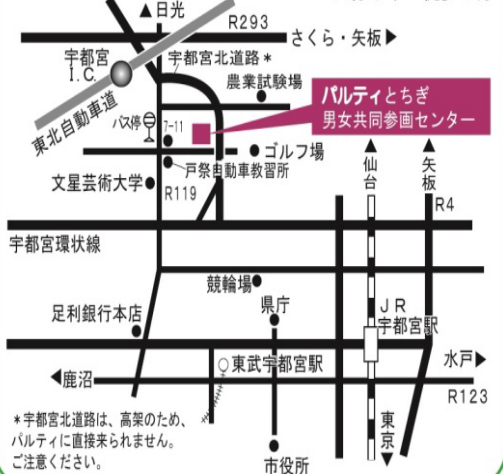 ▲日光
R293
さくら・矢板▶
宇都宮
I.C.
宇都宮北道路*
農業試験場
東北自動車道
バス停
7-11
パルティとちぎ
男女共同参画センター
ゴルフ場
戸祭自動車教習所
文星芸術大学
R119
▲仙台
▲矢板
R4
宇都宮環状線
競輪場
県庁
足利銀行本店
JR
宇都宮駅
水戸▶
◀鹿沼
東武宇都宮駅
R123
*宇都宮北道路は、高架のため、
パルティに直接来られません。
ご注意ください。
市役所
東京▼